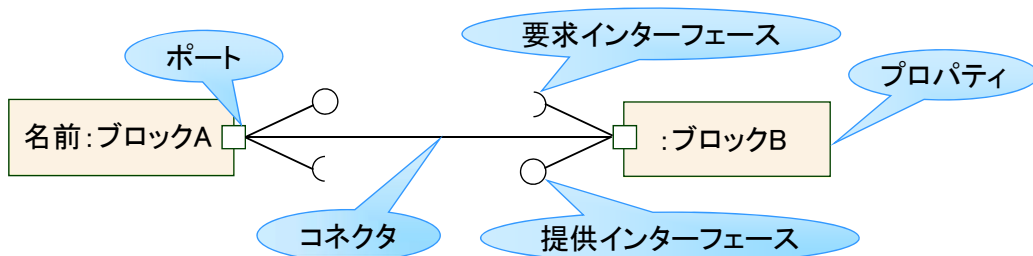 要求インターフェース
ポート
プロパティ
名前:ブロックA
:ブロックB
コネクタ
提供インターフェース